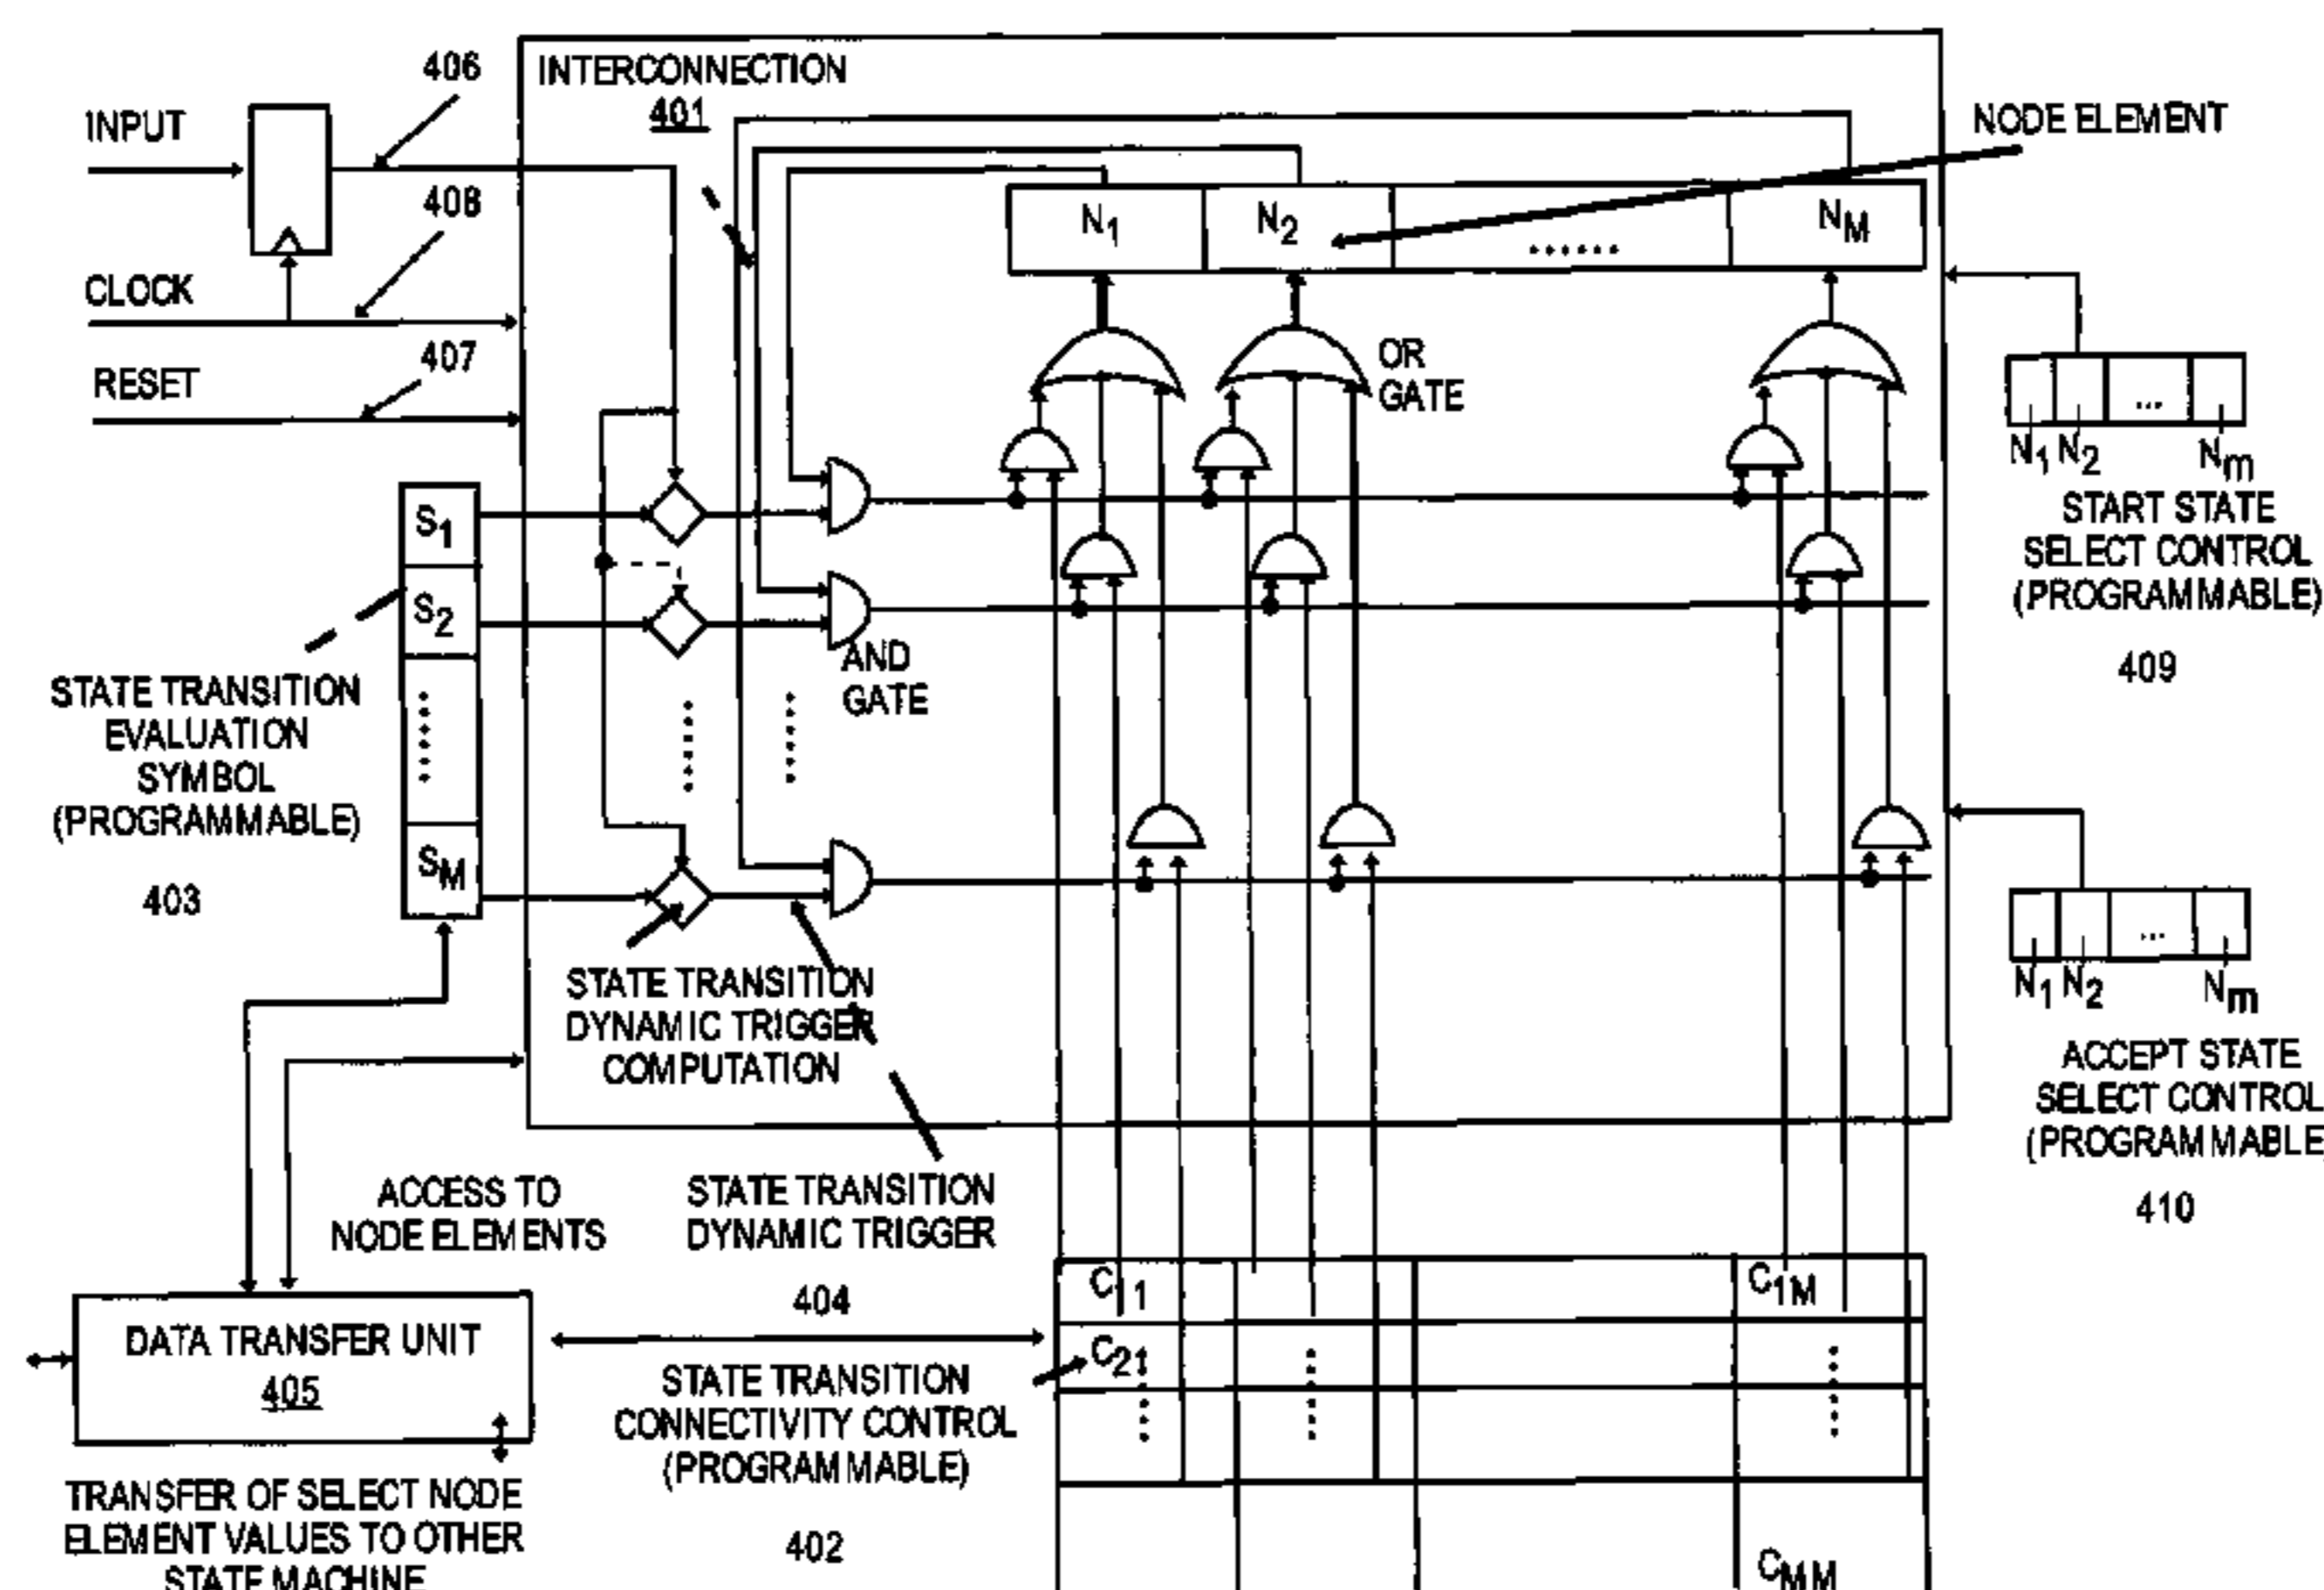 406
INTERCONNECTION
401
INPUT
NODE ELEMENT
408
N1
N2
......
NM
CLOCK
407
RESET
OR
GATE
N1 N2
...
Nm
START STATE
SELECT CONTROL
(PROGRAMMABLE)
409
S1
S2
SM
AND
GATE
STATE TRANSITION
EVALUATION
SYMBOL
(PROGRAMMABLE)
403
STATE TRANSITION
DYNAMIC TRIGGER
COMPUTATION
...
N1 N2
Nm
ACCEPT STATE
SELECT CONTROL
(PROGRAMMABLE
410
ACCESS TO
NODE ELEMENTS
STATE TRANSITION
DYNAMIC TRIGGER
404
DATA TRANSFER UNIT
405
C11
C1M
C21
STATE TRANSITION
CONNECTIVITY CONTROL
(PROGRAMMABLE)
402
TRANSFER OF SELECT NODE
ELEMENT VALUES TO OTHER
STATE MACHINE
CMM